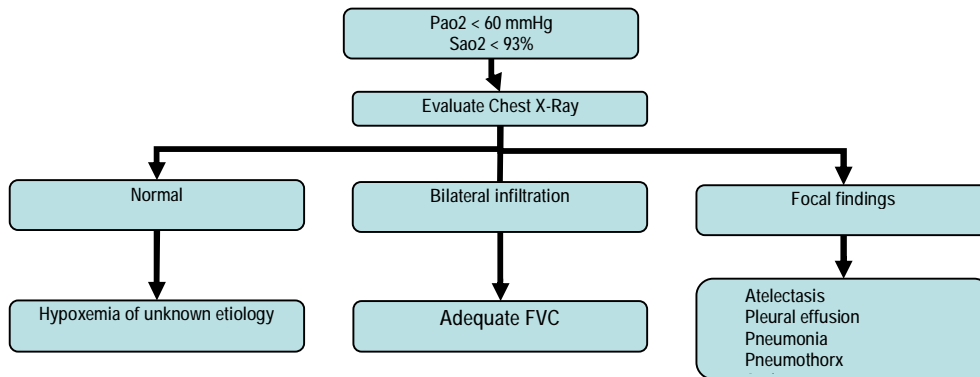 Pao2 < 60 mmHg
Sao2 < 93%
Evaluate Chest X-Ray
Normal
Bilateral infiltration
Focal findings
Hypoxemia of unknown etiology
Adequate FVC
Atelectasis
Pleural effusion
Pneumonia
Pneumothorx